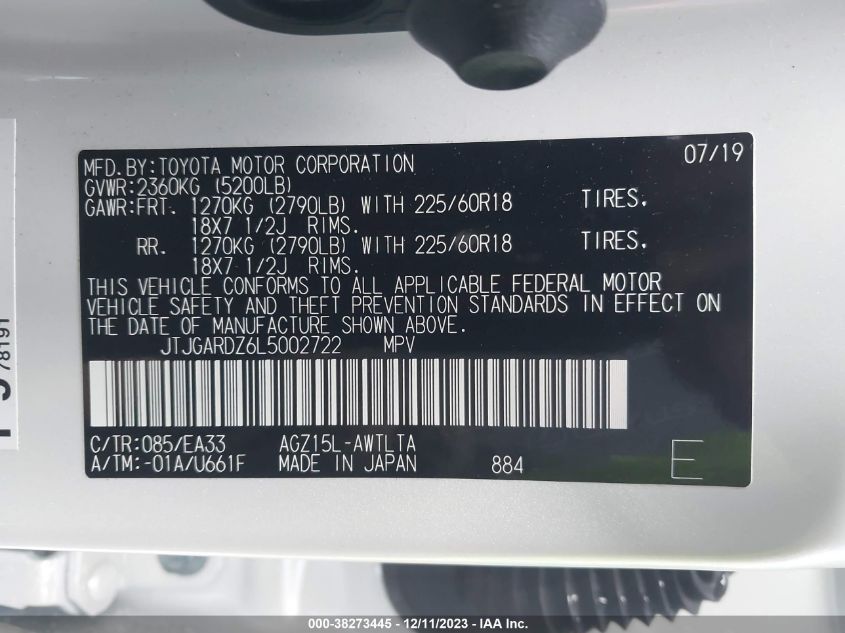 MFD.BY:TOYOTA MOTOR CORPORATION 07/19
GVWR:2360KG (5200LB)
GAWR:FRT. 1270KG (2790LB) WITH 225/60R18 TIRES.
18X7 1/2J RIMS.
RR. 1270KG (2790LB) WITH 225/60R18 TIRES.
18X7 1/2J RIMS.
THIS VEHICLE CONFORMS TO ALL APPLICABLE FEDERAL MOTOR
VEHICLE SAFETY AND THEFT PREVENTION STANDARDS IN EFFECT ON
THE DATE OF MANUFACTURE SHOWN ABOVE.
JTJGARDZ6L5002722 MPV
C/TR:085/EA33 AGZ15L-AWTLTA
A/TM:-01A/U661F MADE IN JAPAN 884 E
78191
000-38273445 - 12/11/2023 - IAA Inc.